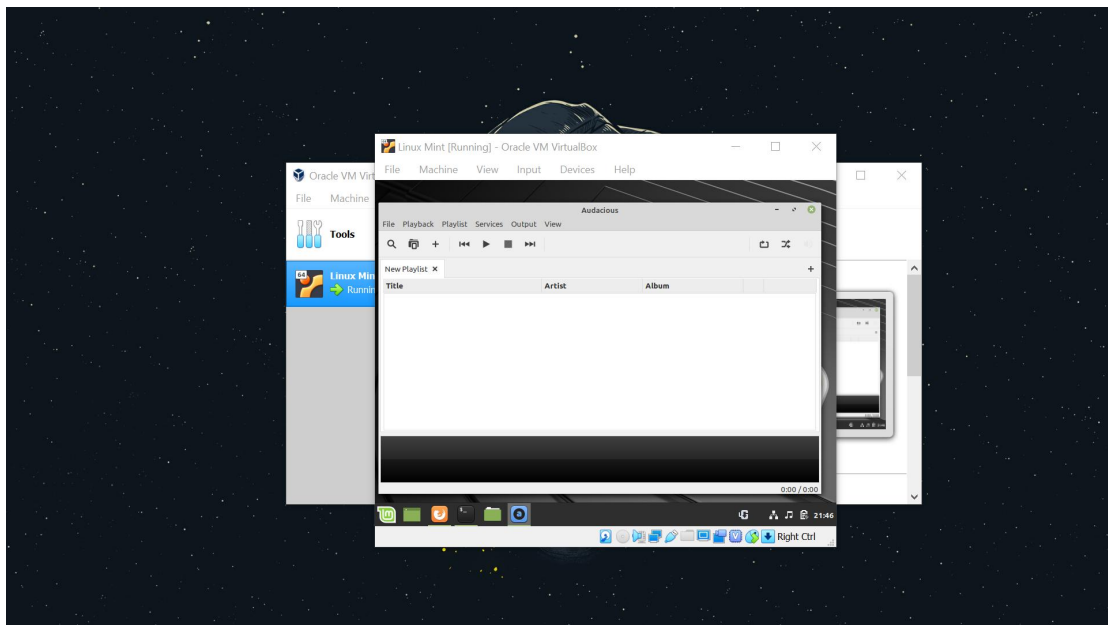 Linux Mint [Running] - Oracle VM VirtualBox
File Machine View Input Devices Help
Oracle VM Virt
File Machine
Tools
64
Linux Min
Runnin
Audacious
File Playback Playlist Services Output View
New Playlist
Title Artist Album
0:00 / 0:00
21:46
Right Ctrl